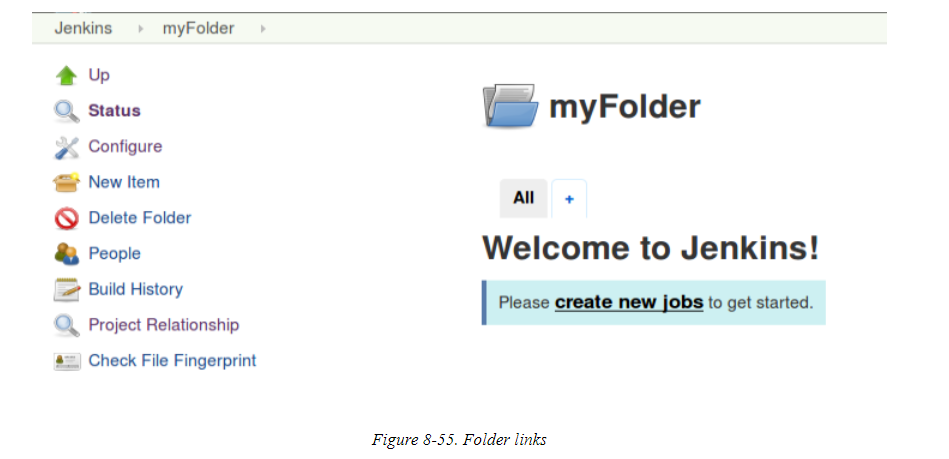 Jenkins myFolder
Up
Status
Configure
New Item
Delete Folder
People
Build History
Project Relationship
Check File Fingerprint
myFolder
All +
Welcome to Jenkins!
Please create new jobs to get started.
Figure 8-55. Folder links